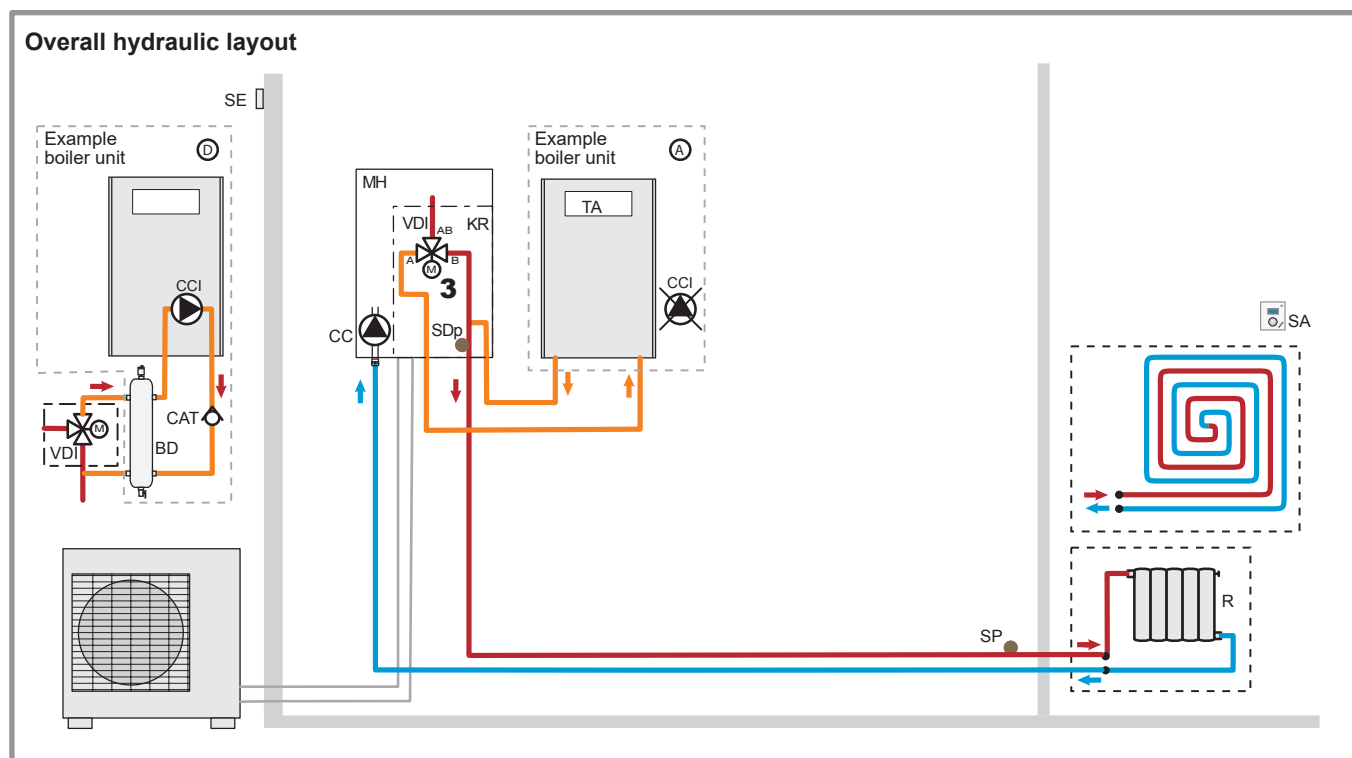 Overall hydraulic layout
SE
Example
boiler unit
D
CCI
CAT
BD
VDI
M
MH
VDI
KR
AB
A
B
M
3
CC
SDp
Example
boiler unit
A
TA
CCI
SA
SP
R